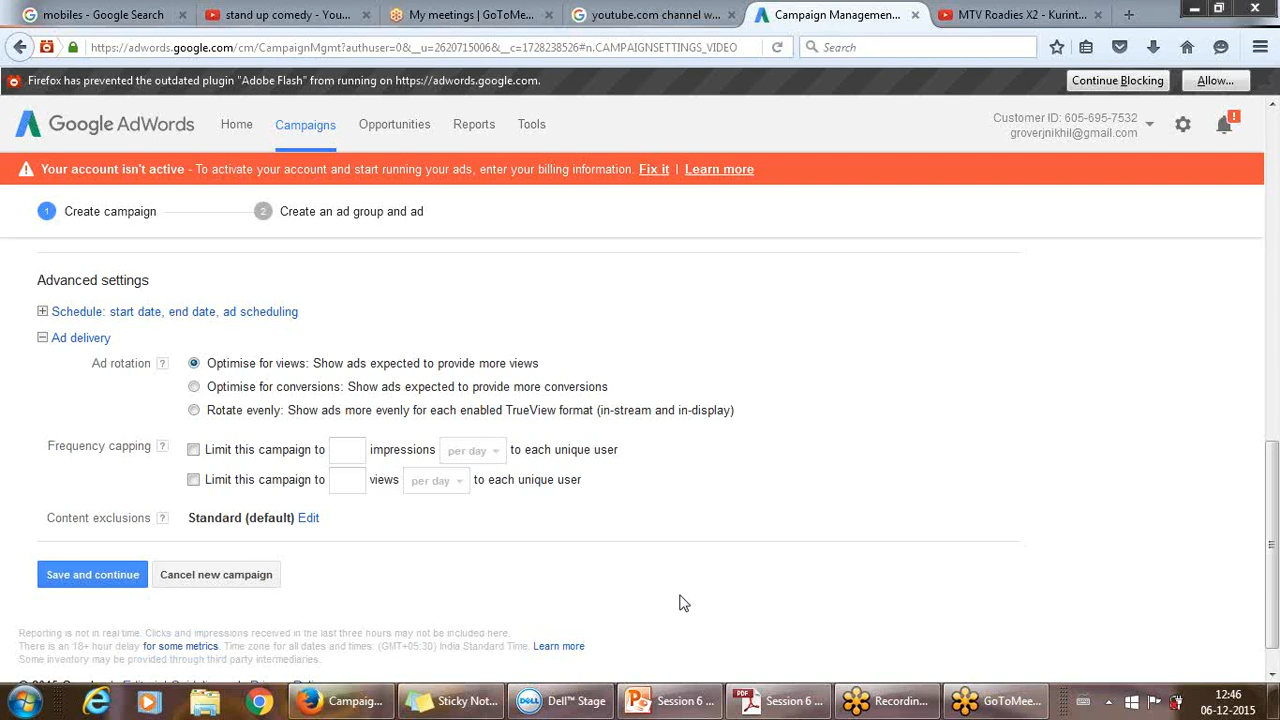 mobiles - Google Search
stand up comedy - You...
My meetings | GoToMe...
youtube.com channel w...
Campaign Management...
MTV Roadies X2 - Kurint...
https://adwords.google.com/cm/CampaignMgmt?authuser=0&__u=2620715006&__c=1728238526#n.CAMPAIGNSETTINGS_VIDEO
Search
Firefox has prevented the outdated plugin "Adobe Flash" from running on https://adwords.google.com.
Continue Blocking
Allow...
Google AdWords
Home
Campaigns
Opportunities
Reports
Tools
Customer ID: 605-695-7532
groverjnikhil@gmail.com
Your account isn't active - To activate your account and start running your ads, enter your billing information. Fix it | Learn more
1 Create campaign
2 Create an ad group and ad
Advanced settings
Schedule: start date, end date, ad scheduling
Ad delivery
Ad rotation ?
Optimise for views: Show ads expected to provide more views
Optimise for conversions: Show ads expected to provide more conversions
Rotate evenly: Show ads more evenly for each enabled TrueView format (in-stream and in-display)
Frequency capping ?
Limit this campaign to impressions per day to each unique user
Limit this campaign to views per day to each unique user
Content exclusions ? Standard (default) Edit
Save and continue
Cancel new campaign
Reporting is not in real time. Clicks and impressions received in the last three hours may not be included here.
There is an 18+ hour delay for some metrics. Time zone for all dates and times: (GMT+05:30) India Standard Time. Learn more
Some inventory may be provided through third party intermediaries.
Campaig...
Sticky Not...
Dell™ Stage
Session 6 ...
Session 6 ...
Recordin...
GoToMee...
12:46
06-12-2015